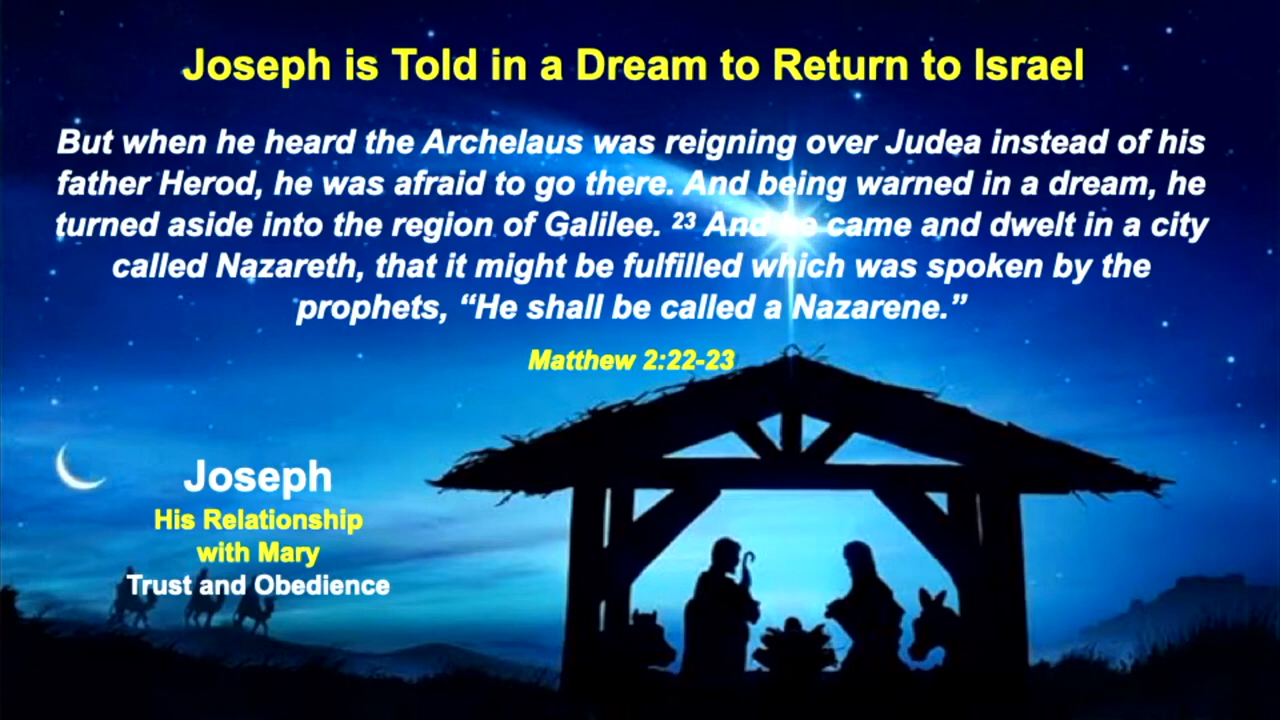 Joseph is Told in a Dream to Return to Israel
But when he heard the Archelaus was reigning over Judea instead of his
father Herod, he was afraid to go there. And being warned in a dream, he
turned aside into the region of Galilee. ²³ And he came and dwelt in a city
called Nazareth, that it might be fulfilled which was spoken by the
prophets, “He shall be called a Nazarene.”
Matthew 2:22-23
Joseph
His Relationship
with Mary
Trust and Obedience